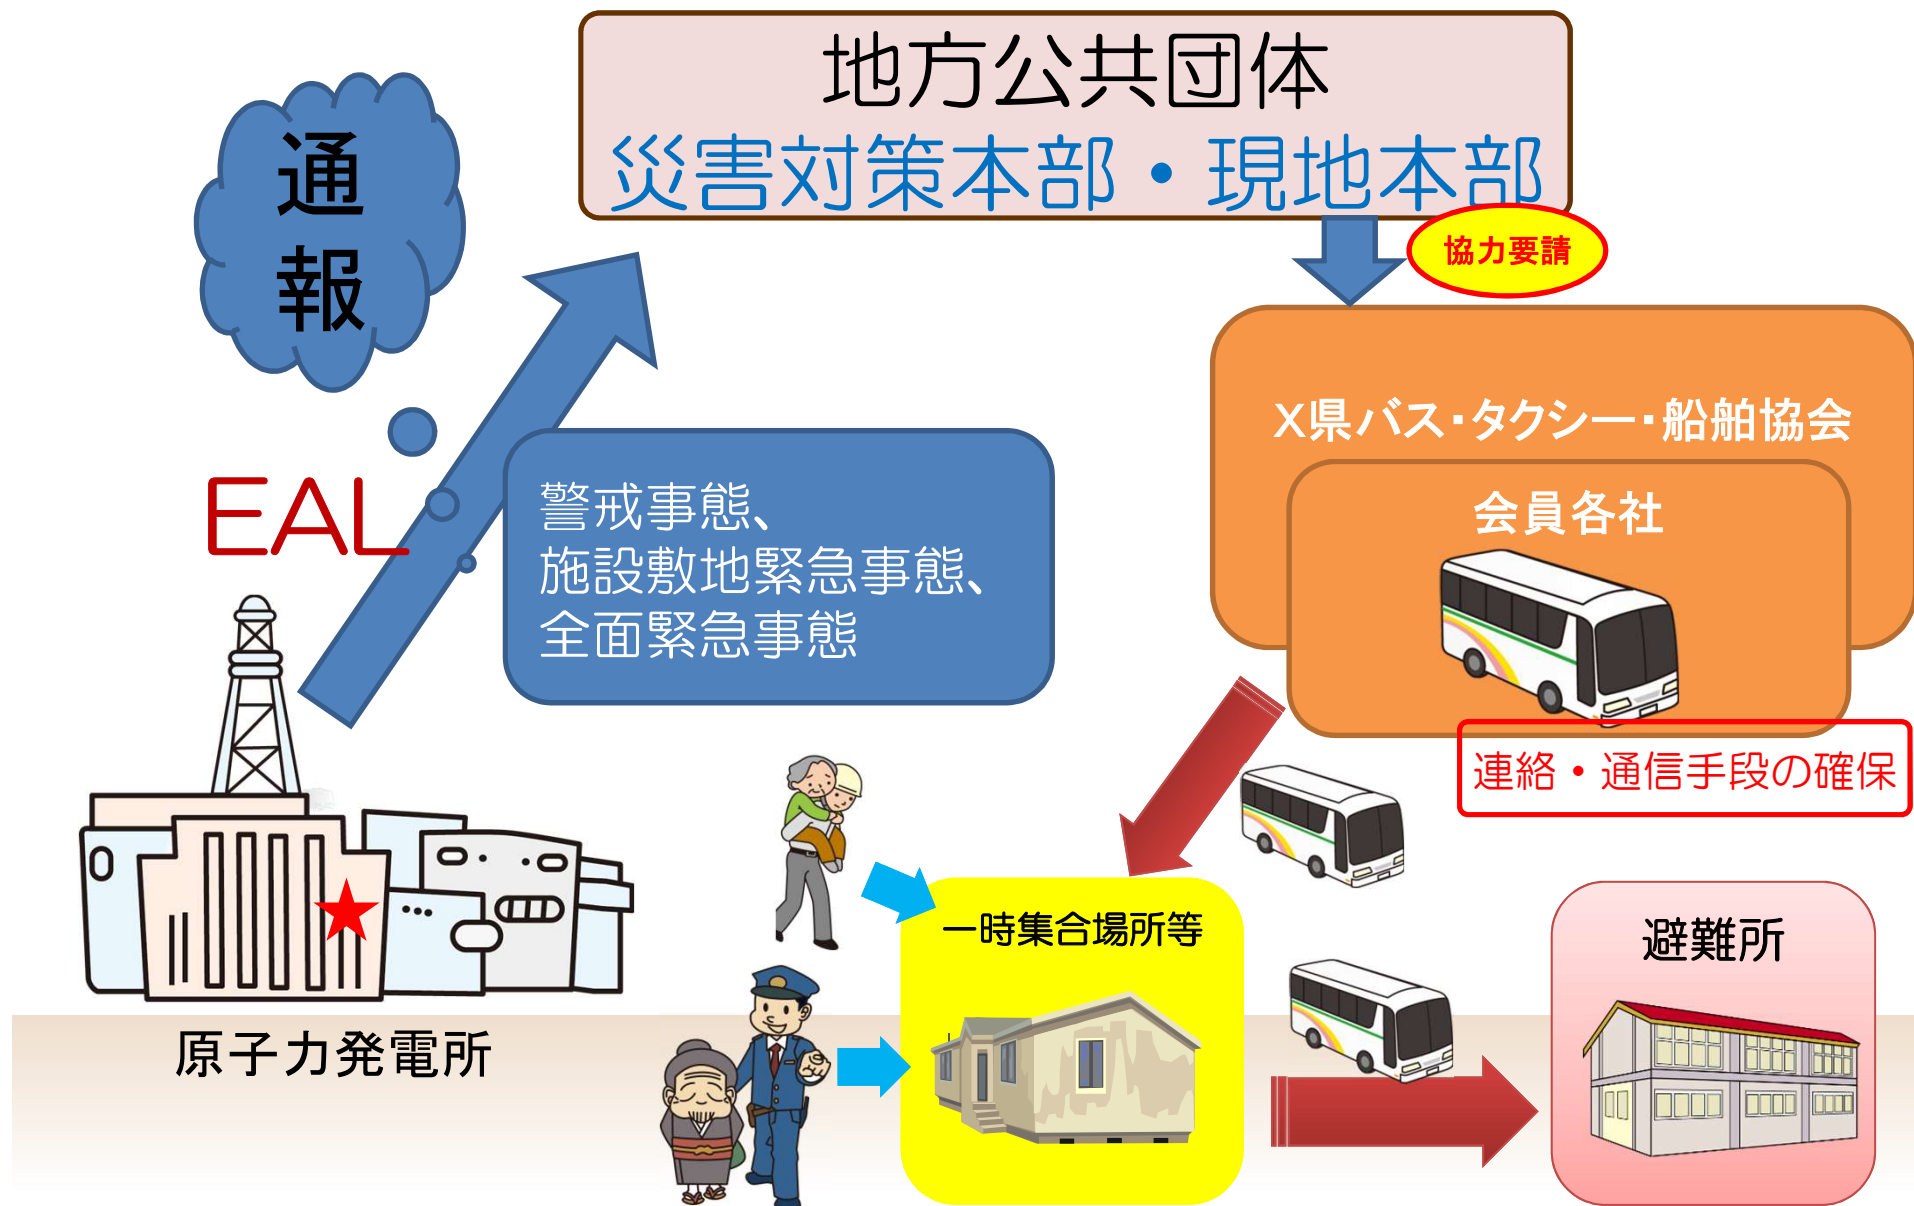 地方公共団体
災害対策本部・現地本部
通
報
協力要請
X県バス・タクシー・船舶協会
会員各社
EAL
警戒事態、
施設敷地緊急事態、
全面緊急事態
連絡・通信手段の確保
一時集合場所等
避難所
原子力発電所